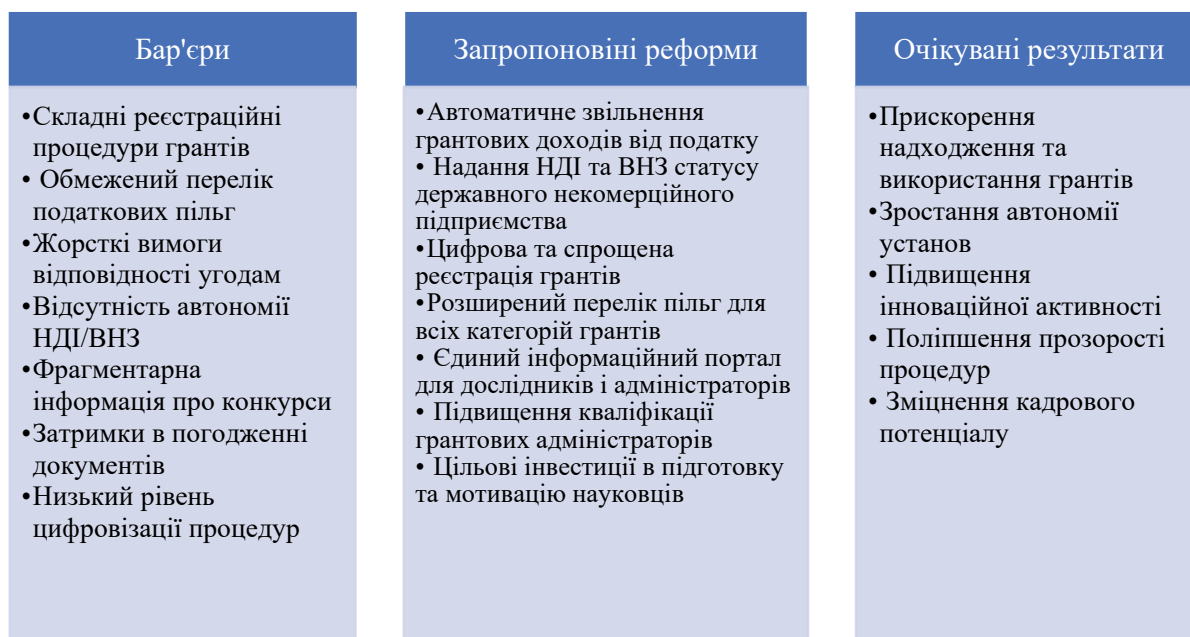 Бар'єри
•Складні реєстраційні
процедури грантів
• Обмежений перелік
податкових пільг
•Жорсткі вимоги
відповідності угодам
•Відсутність автономії
НДІ/ВНЗ
•Фрагментарна
інформація про конкурси
•Затримки в погодженні
документів
•Низький рівень
цифровізації процедур
Запропоновіні реформи
•Автоматичне звільнення
грантових доходів від податку
• Надання НДІ та ВНЗ статусу
державного некомерційного
підприємства
•Цифрова та спрощена
реєстрація грантів
•Розширений перелік пільг для
всіх категорій грантів
• Єдиний інформаційний портал
для дослідників і адміністраторів
• Підвищення кваліфікації
грантових адміністраторів
• Цільові інвестиції в підготовку
та мотивацію науковців
Очікувані результати
•Прискорення
надходження та
використання грантів
•Зростання автономії
установ
• Підвищення
інноваційної активності
• Поліпшення прозорості
процедур
• Зміцнення кадрового
потенціалу